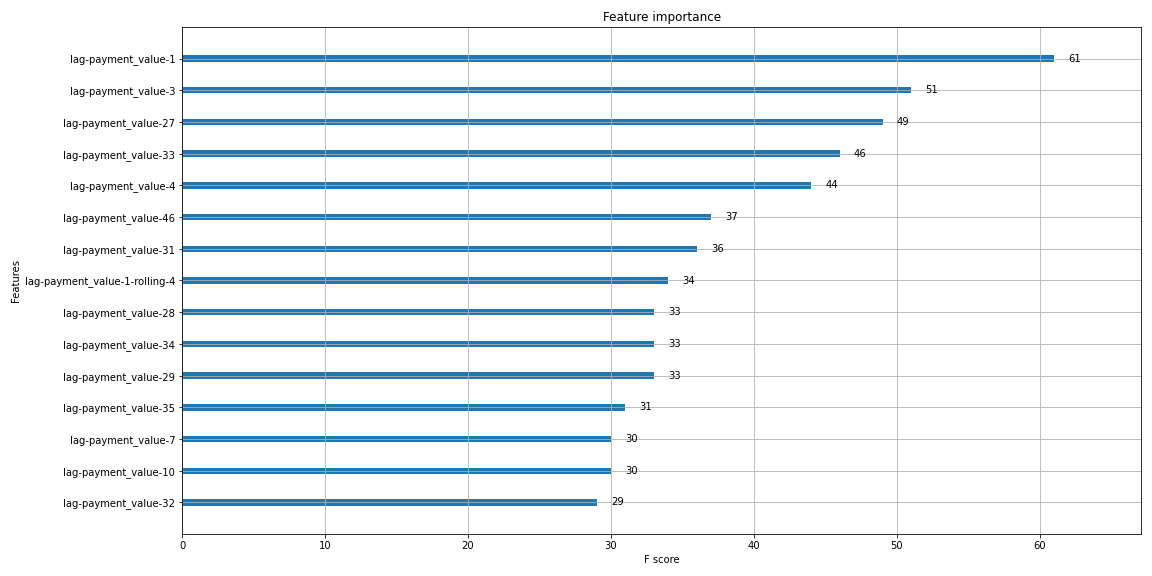 Feature importance
Features
lag-payment_value-1
61
lag-payment_value-3
51
lag-payment_value-27
49
lag-payment_value-33
46
lag-payment_value-4
44
lag-payment_value-46
37
lag-payment_value-31
36
lag-payment_value-1-rolling-4
34
lag-payment_value-28
33
lag-payment_value-34
33
lag-payment_value-29
33
lag-payment_value-35
31
lag-payment_value-7
30
lag-payment_value-10
30
lag-payment_value-32
29
0 10 20 30 40 50 60
F score